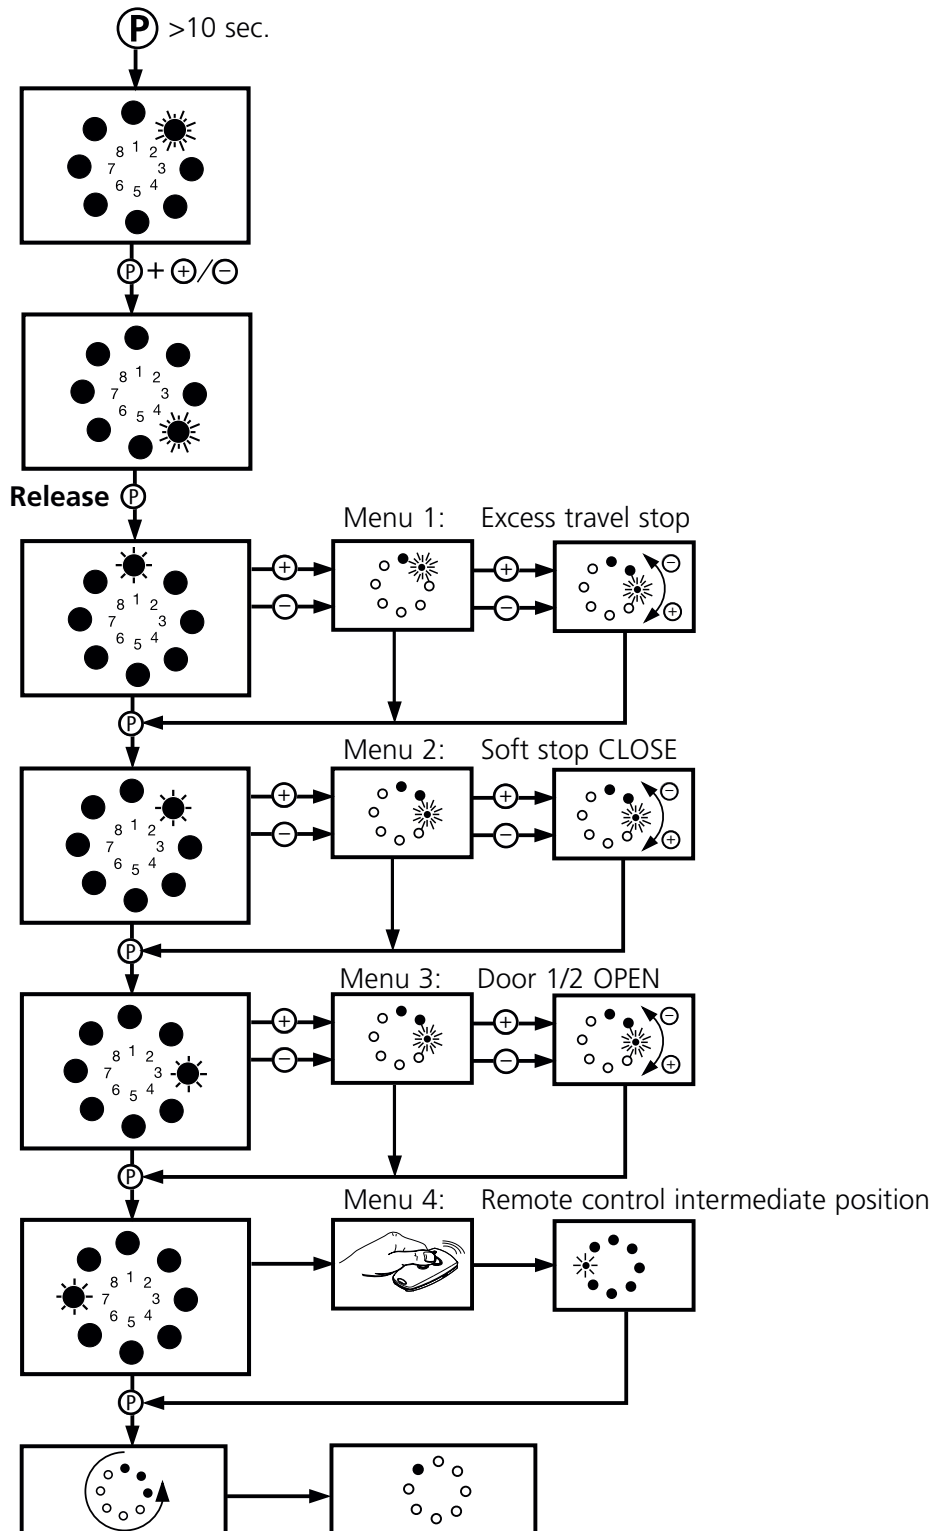 P >10 sec.
8 1 2
7 3
6 5 4
P + + / −
8 1 2
7 3
6 5 4
Release P
Menu 1: Excess travel stop
8 1 2
7 3
6 5 4
+ + −
− − +
P
Menu 2: Soft stop CLOSE
8 1 2
7 3
6 5 4
+ + −
− − +
P
Menu 3: Door 1/2 OPEN
8 1 2
7 3
6 5 4
+ + −
− − +
P
Menu 4: Remote control intermediate position
8 1 2
7 3
6 5 4
P